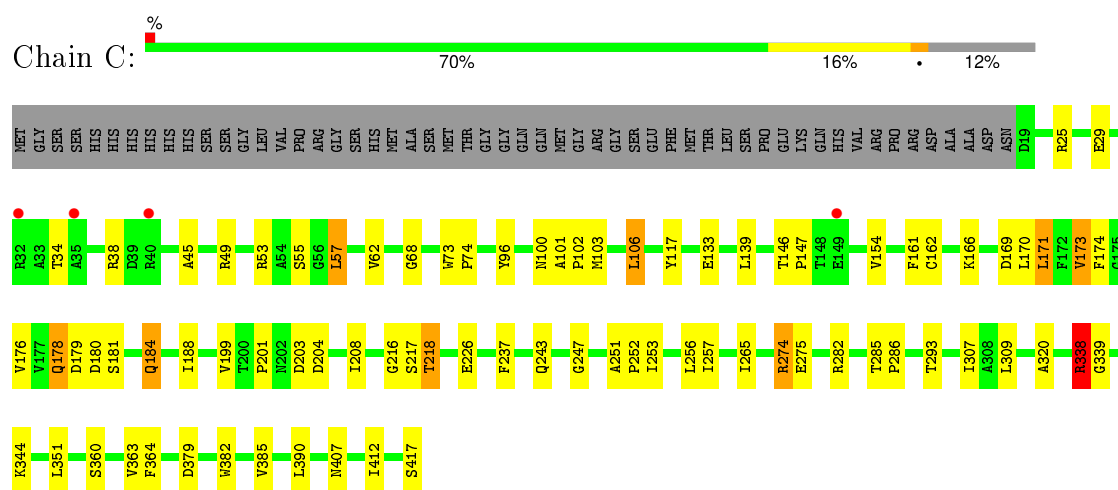 %
Chain C:
70%
16%
•
12%
MET GLY SER SER HIS HIS HIS HIS HIS HIS SER SER GLY LEU VAL PRO ARG GLY SER HIS MET ALA SER MET THR GLY GLY GLN GLN MET GLY ARG GLY SER GLU PHE MET THR LEU SER PRO GLU LYS GLN HIS VAL ARG PRO ARG ASP ALA ALA ASP ASN D19 R25 E29
R32 A33 T34 A35 R38 D39 R40 A45 R49 R53 A54 S55 G56 L57 V62 G68 W73 P74 Y96 N100 A101 P102 M103 L106 Y117 E133 L139 T146 P147 T148 E149 V154 F161 C162 K166 D169 L170 L171 F172 V173 F174 G175
V176 V177 Q178 D179 D180 S181 Q184 I188 V199 T200 P201 N202 D203 D204 I208 G216 S217 T218 E226 F237 Q243 G247 A251 P252 I253 L256 I257 I265 R274 E275 R282 T285 P286 T293 I307 A308 L309 A320 R338 G339
K344 L351 S360 V363 F364 D379 W382 V385 L390 N407 I412 S417